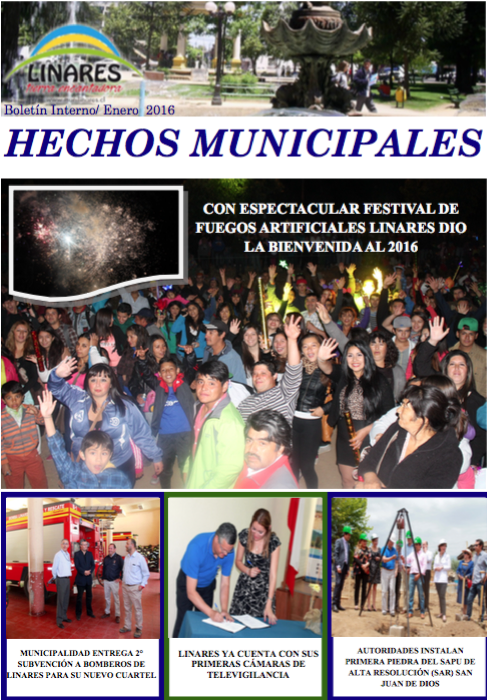 LINARES
Boletín Interno/ Enero 2016
HECHOS MUNICIPALES
CON ESPECTACULAR FESTIVAL DE
FUEGOS ARTIFICIALES LINARES DIO
LA BIENVENIDA AL 2016
MUNICIPALIDAD ENTREGA 2°
SUBVENCIÓN A BOMBEROS DE
LINARES PARA SU NUEVO CUARTEL
LINARES YA CUENTA CON SUS
PRIMERAS CÁMARAS DE
TELEVIGILANCIA
AUTORIDADES INSTALAN
PRIMERA PIEDRA DEL SAPU DE
ALTA RESOLUCIÓN (SAR) SAN
JUAN DE DIOS